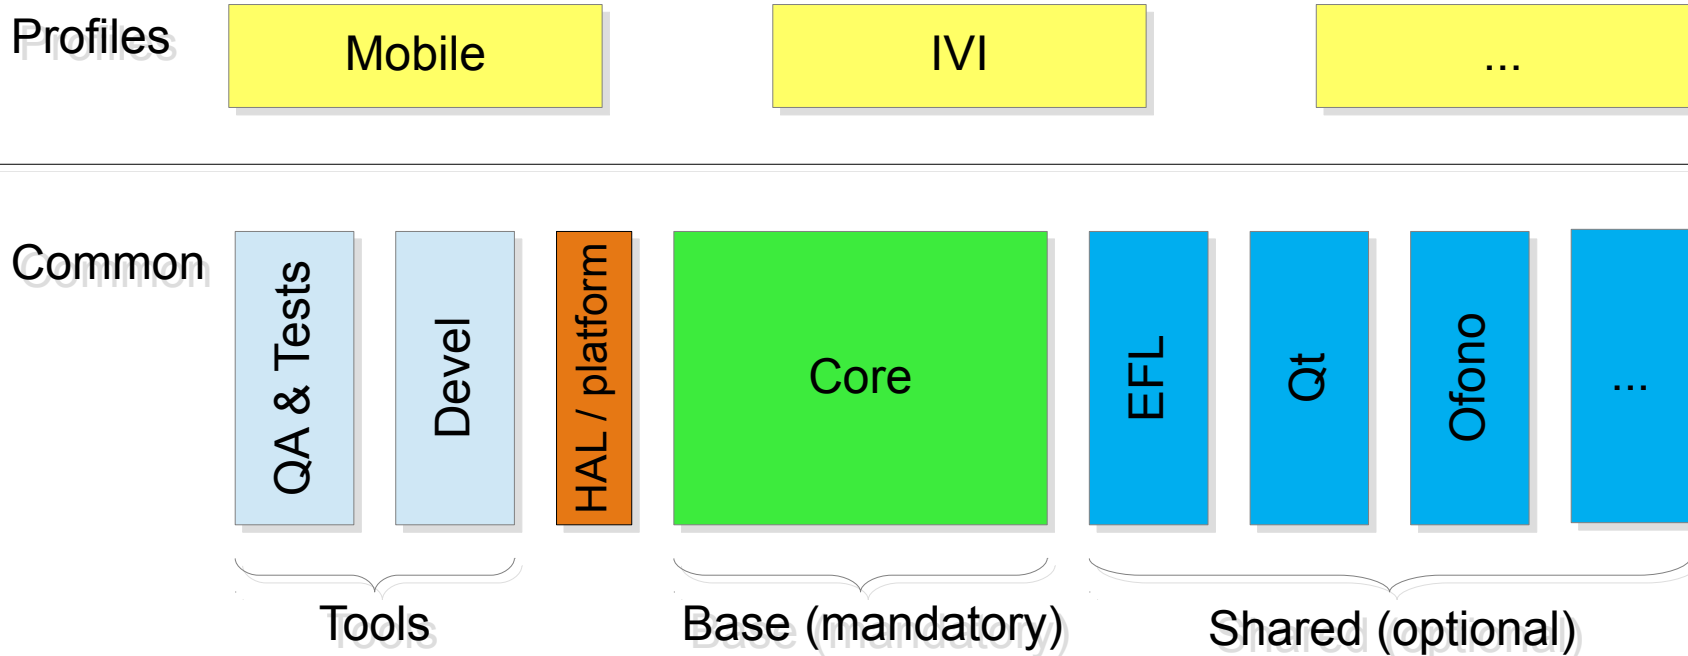 Profiles
Mobile
IVI
...
Common
QA & Tests
Devel
HAL / platform
Core
EFL
Qt
Ofono
...
Tools
Base (mandatory)
Shared (optional)